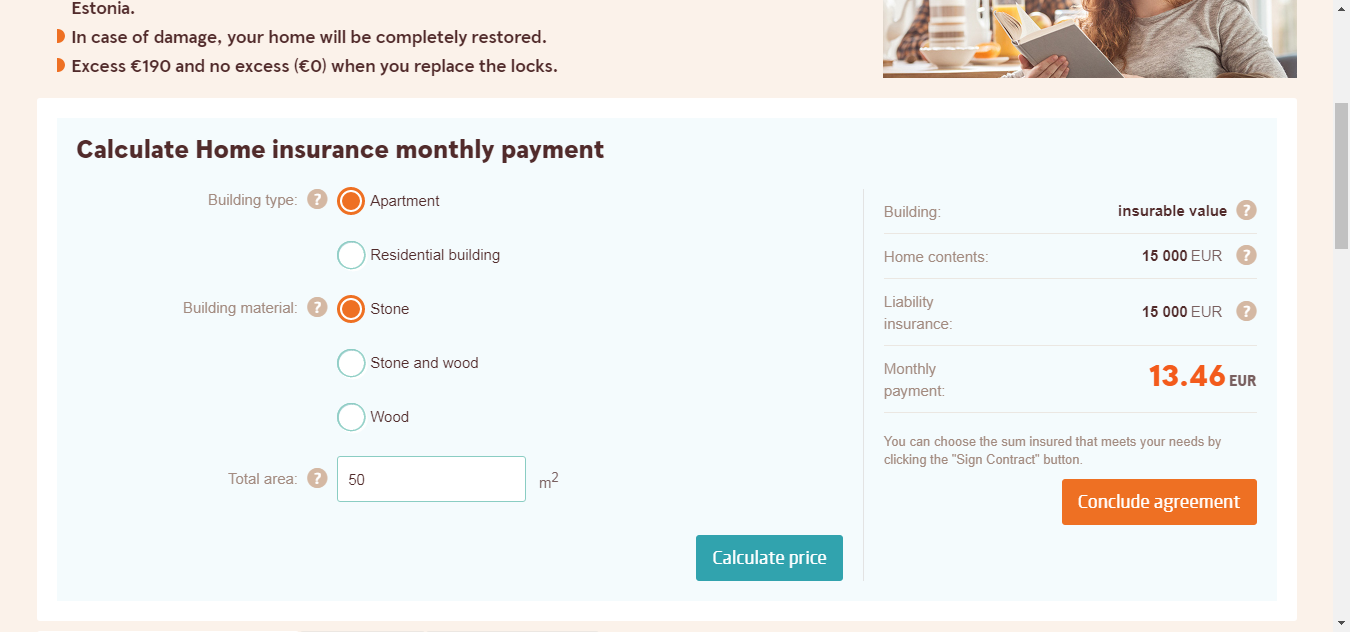 Estonia.
In case of damage, your home will be completely restored.
Excess €190 and no excess (€0) when you replace the locks.
Calculate Home insurance monthly payment
Building type: ? Apartment
Residential building
Building material: ? Stone
Stone and wood
Wood
Total area: ? 50 m2
Calculate price
Building: insurable value ?
Home contents: 15 000 EUR ?
Liability
insurance: 15 000 EUR ?
Monthly
payment: 13.46 EUR
You can choose the sum insured that meets your needs by
clicking the "Sign Contract" button.
Conclude agreement